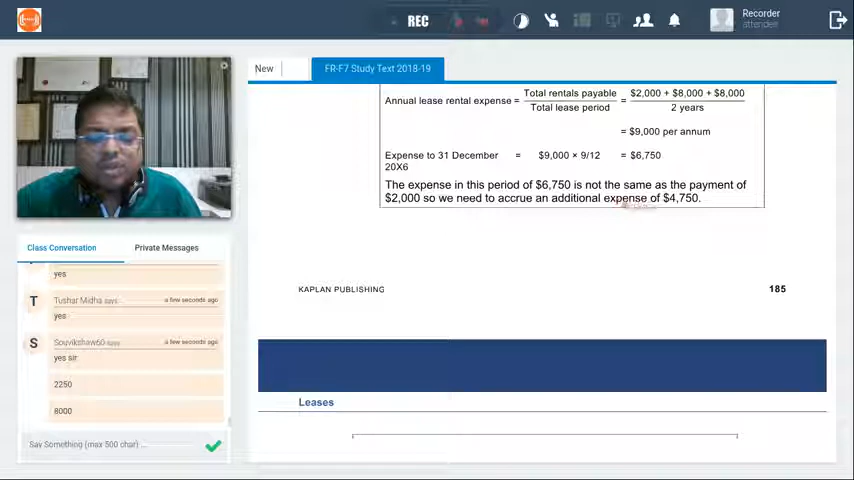 REC
Recorder
attendee
New
FR-F7 Study Text 2018-19
Annual lease rental expense = Total rentals payable = $2,000 + $8,000 + $8,000
Total lease period 2 years
= $9,000 per annum
Expense to 31 December = $9,000 × 9/12 = $6,750
20X6
The expense in this period of $6,750 is not the same as the payment of
$2,000 so we need to accrue an additional expense of $4,750.
KAPLAN PUBLISHING 185
Leases
Class Conversation Private Messages
yes
T Tushar Midha says a few seconds ago
yes
S Souvikshaw60 says a few seconds ago
yes sir
2250
8000
Say Something (max 500 char) ...